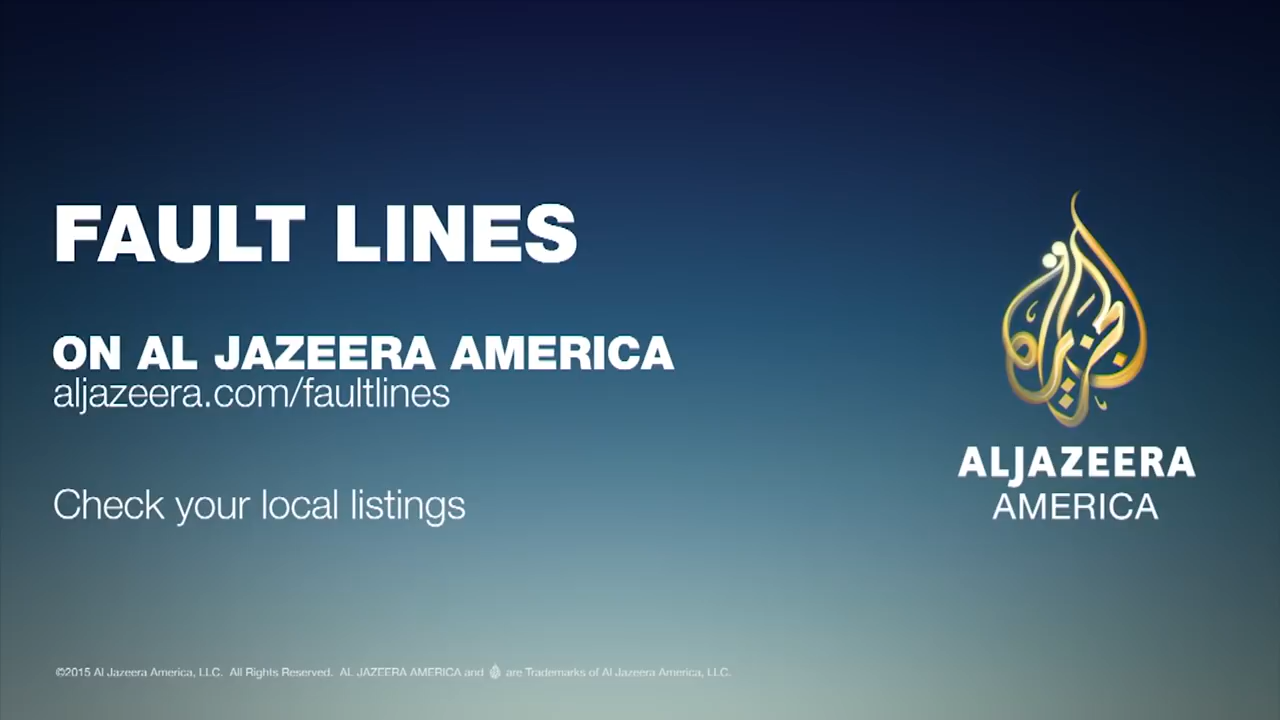 FAULT LINES
ON AL JAZEERA AMERICA
aljazeera.com/faultlines
Check your local listings
الجزيرة
ALJAZEERA
AMERICA
©2015 Al Jazeera America, LLC. All Rights Reserved. AL JAZEERA AMERICA and are Trademarks of Al Jazeera America, LLC.